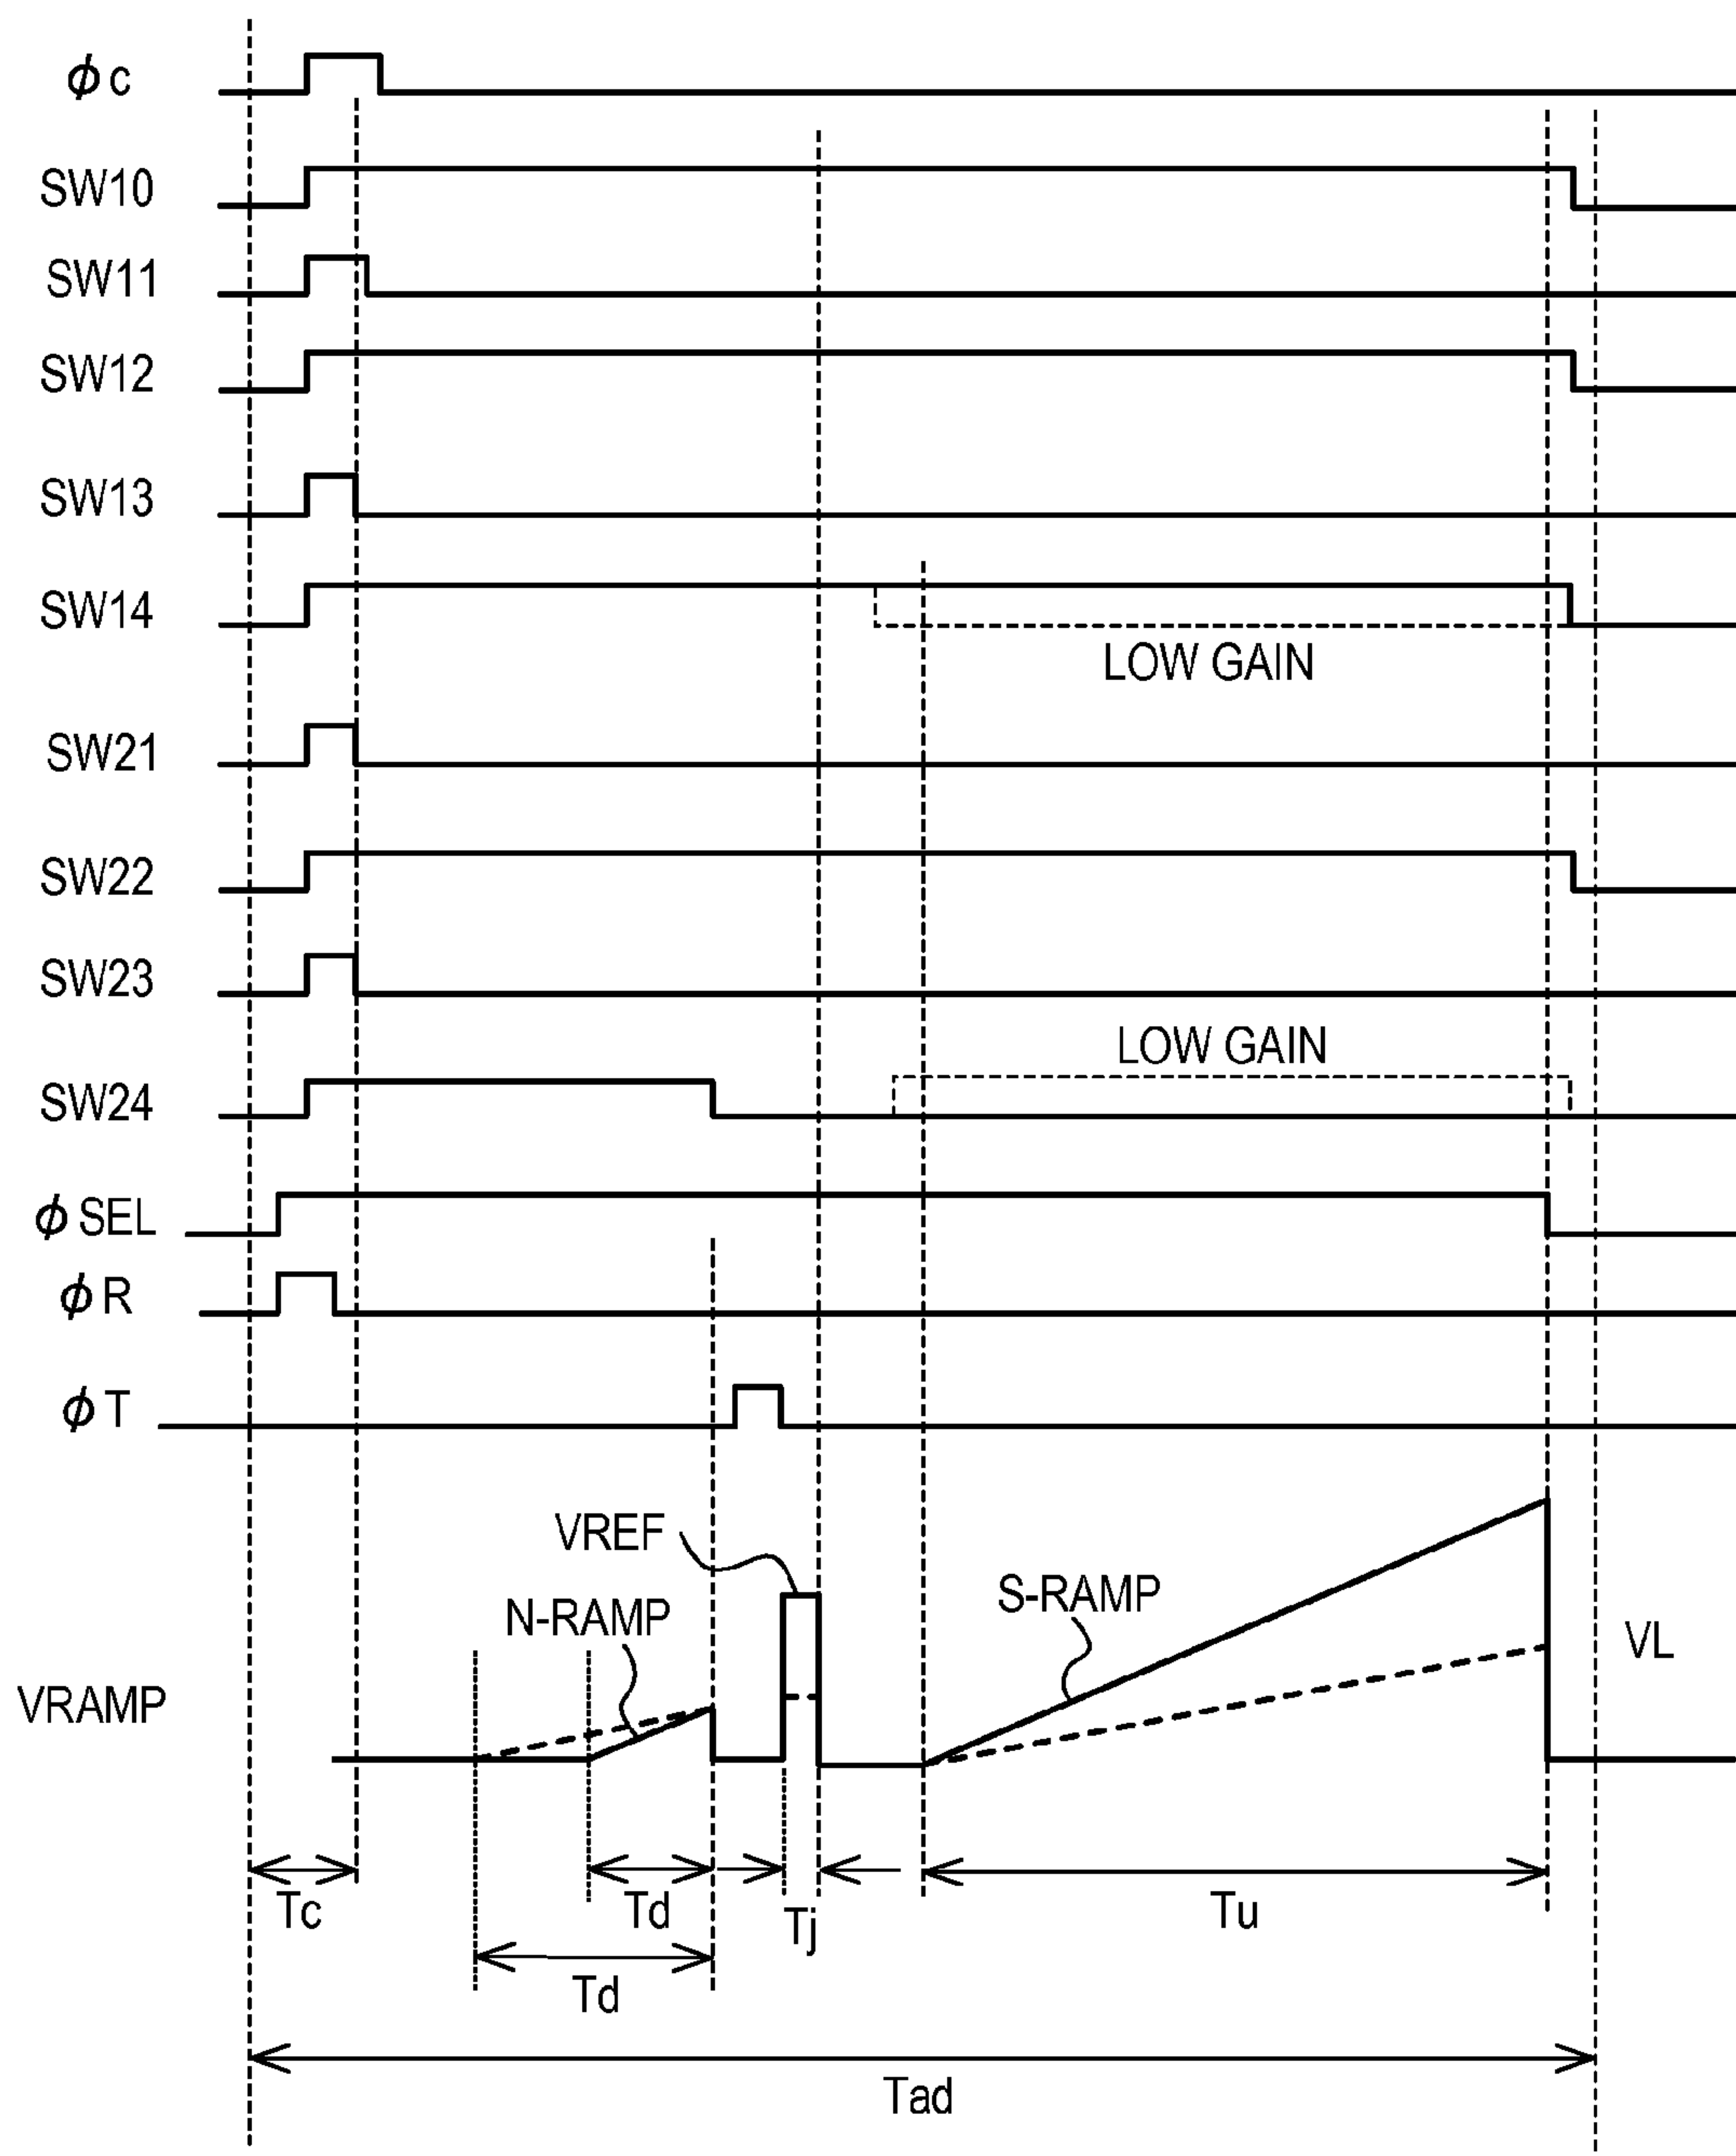 ϕc
SW10
SW11
SW12
SW13
SW14
LOW GAIN
SW21
SW22
SW23
LOW GAIN
SW24
ϕSEL
ϕR
ϕT
VREF
N-RAMP
S-RAMP
VL
VRAMP
Tc
Td
Tj
Tu
Td
Tad